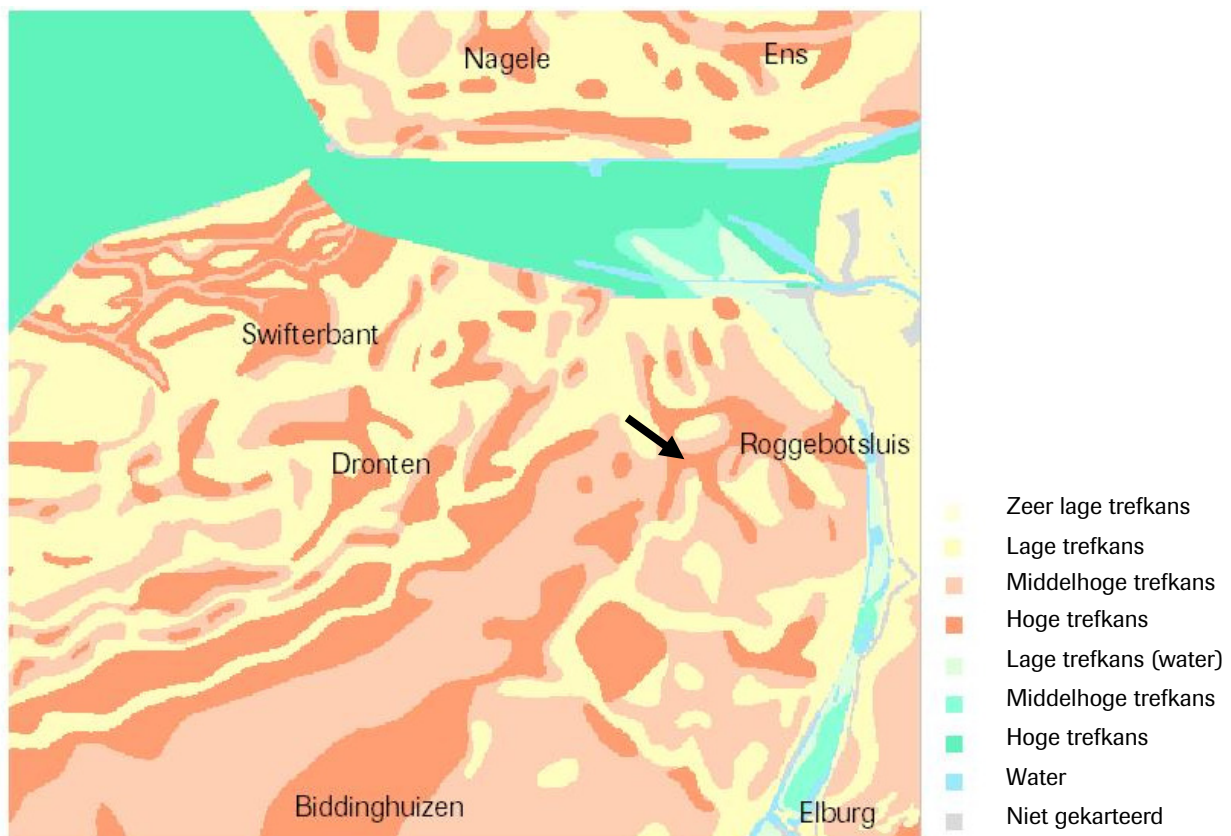 Nagele
Ens
Swifterbant
Dronten
Roggebotsluis
Biddinghuizen
Elburg
Zeer lage trefkans
Lage trefkans
Middelhoge trefkans
Hoge trefkans
Lage trefkans (water)
Middelhoge trefkans
Hoge trefkans
Water
Niet gekarteerd